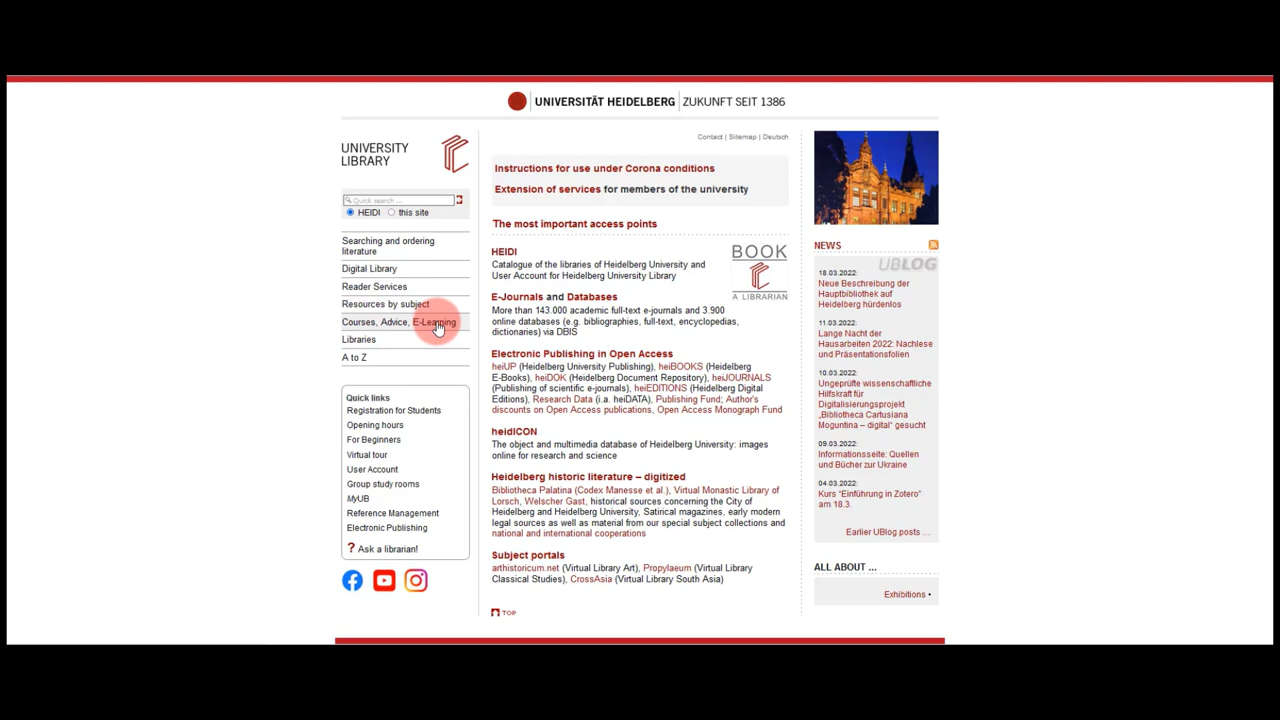 UNIVERSITÄT HEIDELBERG ZUKUNFT SEIT 1386
UNIVERSITY
LIBRARY
Quick search ...
HEIDI this site
Searching and ordering
literature
Digital Library
Reader Services
Resources by subject
Courses, Advice, E-Learning
Libraries
A to Z
Quick links
Registration for Students
Opening hours
For Beginners
Virtual tour
User Account
Group study rooms
MyUB
Reference Management
Electronic Publishing
? Ask a librarian!
Contact | Sitemap | Deutsch
Instructions for use under Corona conditions
Extension of services for members of the university
The most important access points
HEIDI
Catalogue of the libraries of Heidelberg University and
User Account for Heidelberg University Library
BOOK
A LIBRARIAN
E-Journals and Databases
More than 143.000 academic full-text e-journals and 3.900
online databases (e.g. bibliographies, full-text, encyclopedias,
dictionaries) via DBIS
Electronic Publishing in Open Access
heiUP (Heidelberg University Publishing), heiBOOKS (Heidelberg
E-Books), heiDOK (Heidelberg Document Repository), heiJOURNALS
(Publishing of scientific e-journals), heiEDITIONS (Heidelberg Digital
Editions), Research Data (i.a. heiDATA), Publishing Fund; Author's
discounts on Open Access publications, Open Access Monograph Fund
heidICON
The object and multimedia database of Heidelberg University: images
online for research and science
Heidelberg historic literature – digitized
Bibliotheca Palatina (Codex Manesse et al.), Virtual Monastic Library of
Lorsch, Welscher Gast, historical sources concerning the City of
Heidelberg and Heidelberg University, Satirical magazines, early modern
legal sources as well as material from our special subject collections and
national and international cooperations
Subject portals
arthistoricum.net (Virtual Library Art), Propylaeum (Virtual Library
Classical Studies), CrossAsia (Virtual Library South Asia)
TOP
NEWS
UBLOG
18.03.2022:
Neue Beschreibung der
Hauptbibliothek auf
Heidelberg hürdenlos
11.03.2022:
Lange Nacht der
Hausarbeiten 2022: Nachlese
und Präsentationsfolien
10.03.2022:
Ungeprüfte wissenschaftliche
Hilfskraft für
Digitalisierungsprojekt
„Bibliotheca Cartusiana
Moguntina – digital“ gesucht
09.03.2022:
Informationsseite: Quellen
und Bücher zur Ukraine
04.03.2022:
Kurs “Einführung in Zotero”
am 18.3.
Earlier UBlog posts ...
ALL ABOUT ...
Exhibitions •